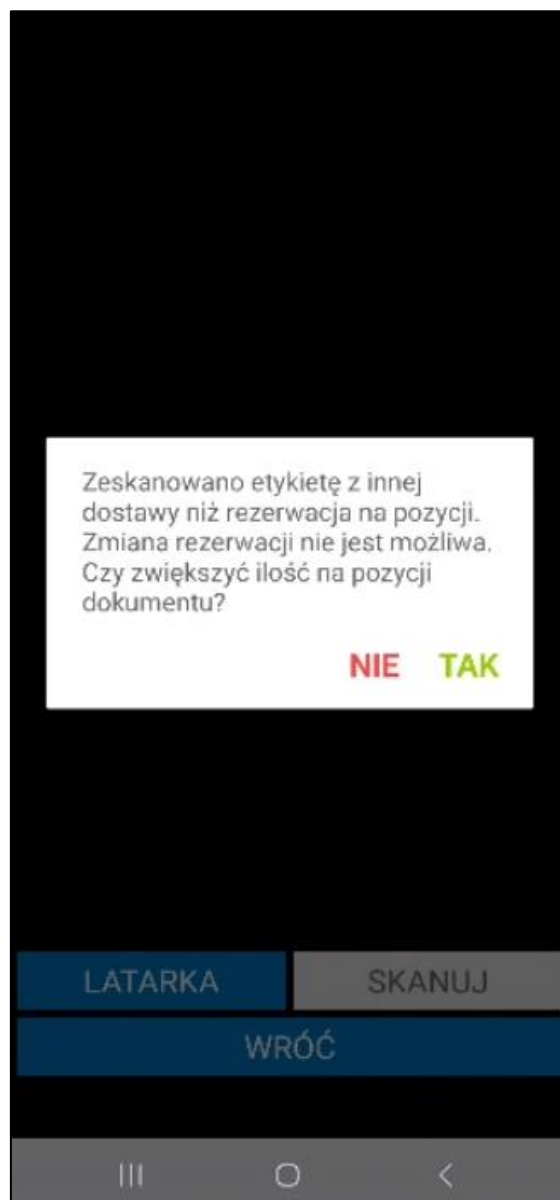 Zeskanowano etykietę z innej
dostawy niż rezerwacja na pozycji.
Zmiana rezerwacji nie jest możliwa.
Czy zwiększyć ilość na pozycji
dokumentu?
NIE TAK
LATARKA SKANUJ
WRÓĆ